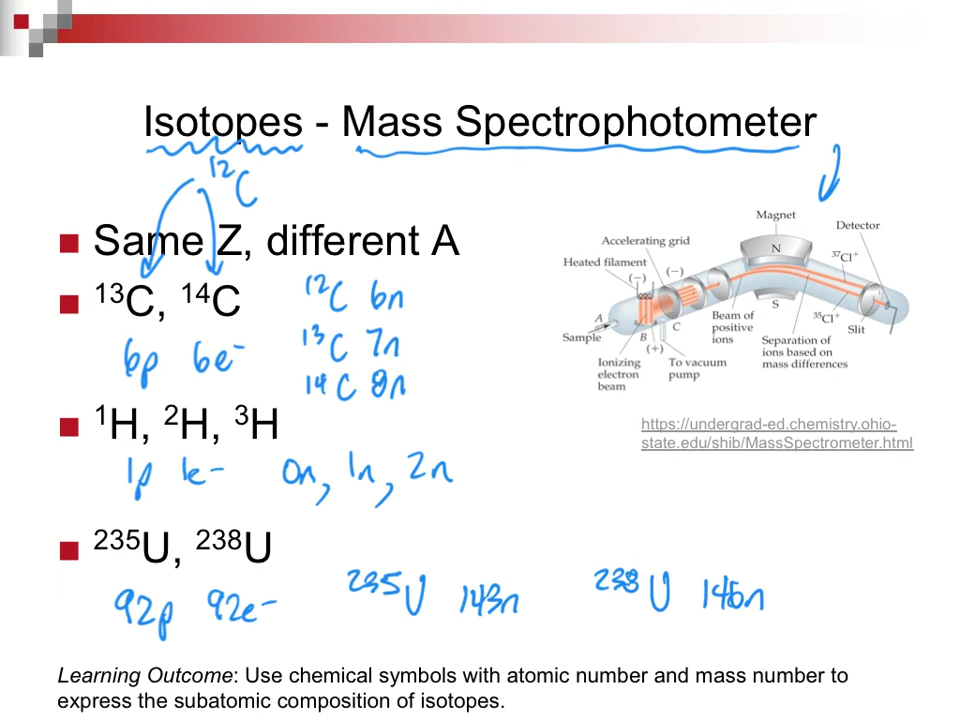 Isotopes - Mass Spectrophotometer
¹²C
Same Z, different A
¹³C, ¹⁴C
¹²C 6n
¹³C 7n
¹⁴C 8n
6p 6e⁻
¹H, ²H, ³H
1p 1e⁻ 0n, 1n, 2n
²³⁵U, ²³⁸U
92p 92e⁻ ²³⁵U 143n ²³⁸U 146n
Magnet
Detector
Accelerating grid
Heated filament
(−)
(−)
N
³⁷Cl⁺
A
Sample
B
C
(+)
S
³⁵Cl⁺
Slit
Beam of
positive
ions
Separation of
ions based on
mass differences
Ionizing
electron
beam
To vacuum
pump
https://undergrad-ed.chemistry.ohio-
state.edu/shib/MassSpectrometer.html
Learning Outcome: Use chemical symbols with atomic number and mass number to
express the subatomic composition of isotopes.